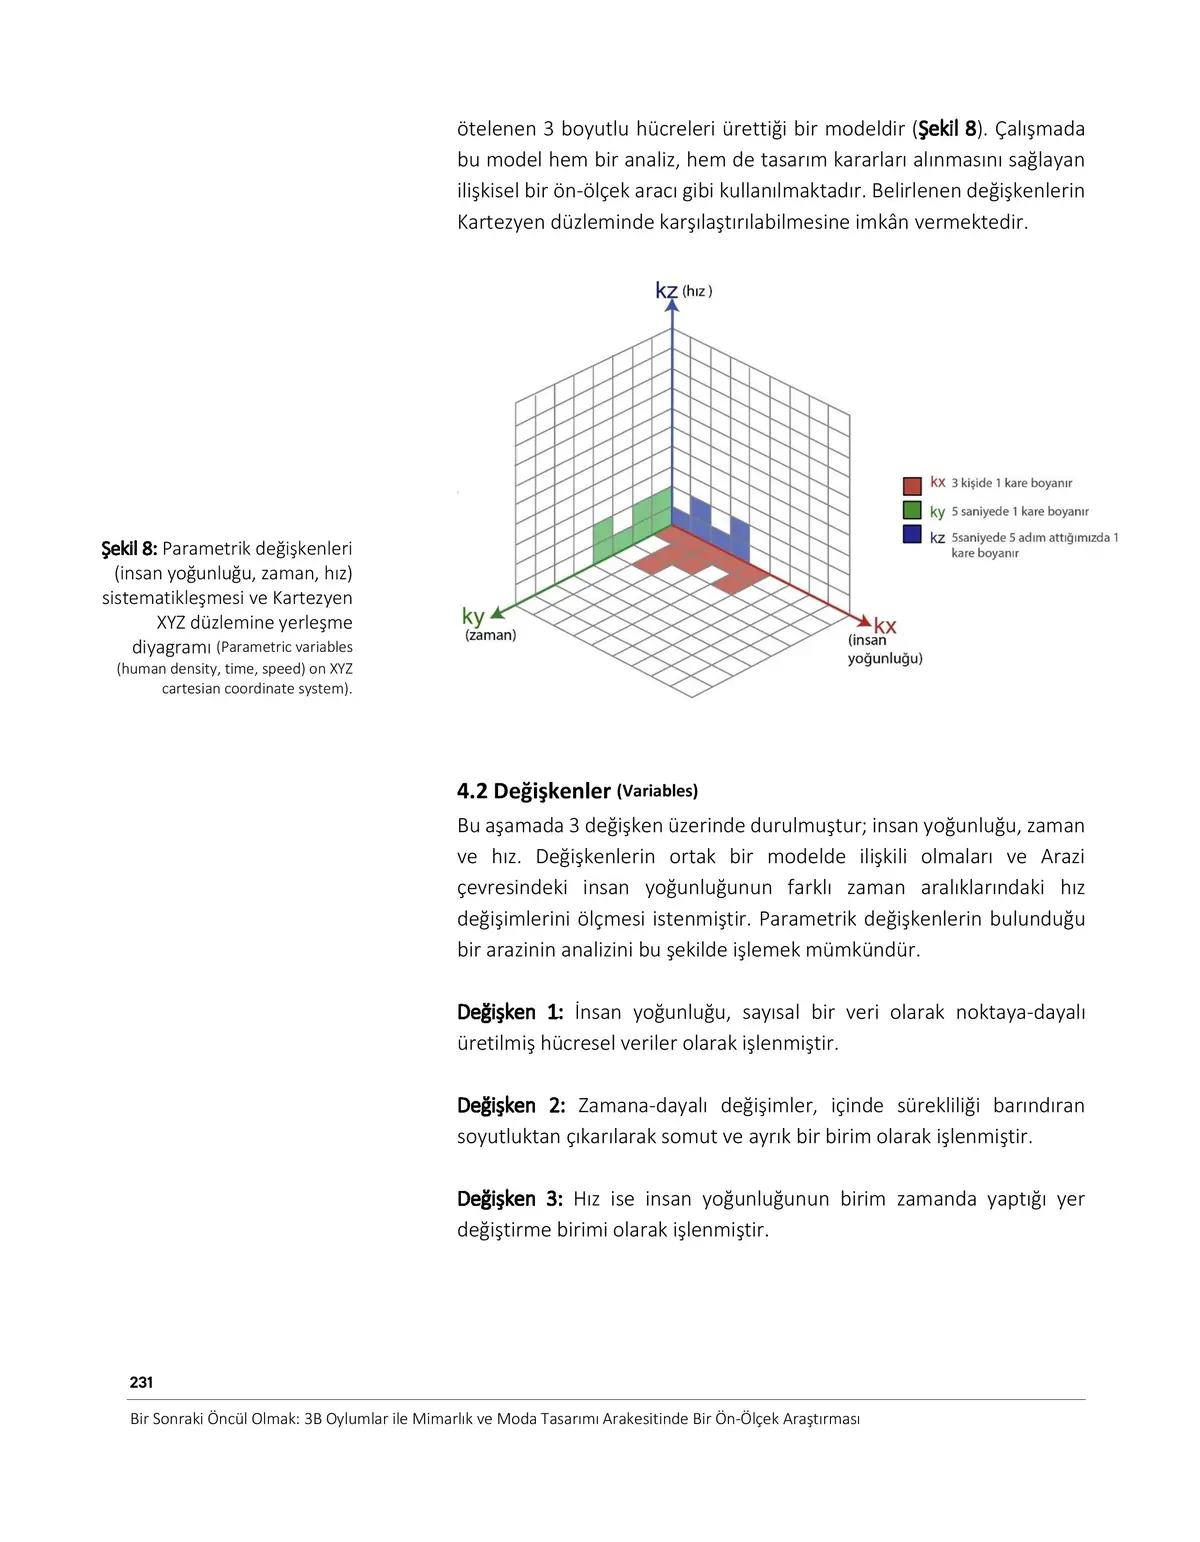 ötelenen 3 boyutlu hücreleri ürettiği bir modeldir (Şekil 8). Çalışmada
bu model hem bir analiz, hem de tasarım kararları alınmasını sağlayan
ilişkisel bir ön-ölçek aracı gibi kullanılmaktadır. Belirlenen değişkenlerin
Kartezyen düzleminde karşılaştırılabilmesine imkân vermektedir.
kz (hız )
kx 3 kişide 1 kare boyanır
ky 5 saniyede 1 kare boyanır
kz 5saniyede 5 adım attığımızda 1
kare boyanır
ky
(zaman)
kx
(insan
yoğunluğu)
Şekil 8: Parametrik değişkenleri
(insan yoğunluğu, zaman, hız)
sistematikleşmesi ve Kartezyen
XYZ düzlemine yerleşme
diyagramı (Parametric variables
(human density, time, speed) on XYZ
cartesian coordinate system).
4.2 Değişkenler (Variables)
Bu aşamada 3 değişken üzerinde durulmuştur; insan yoğunluğu, zaman
ve hız. Değişkenlerin ortak bir modelde ilişkili olmaları ve Arazi
çevresindeki insan yoğunluğunun farklı zaman aralıklarındaki hız
değişimlerini ölçmesi istenmiştir. Parametrik değişkenlerin bulunduğu
bir arazinin analizini bu şekilde işlemek mümkündür.
Değişken 1: İnsan yoğunluğu, sayısal bir veri olarak noktaya-dayalı
üretilmiş hücresel veriler olarak işlenmiştir.
Değişken 2: Zamana-dayalı değişimler, içinde sürekliliği barındıran
soyutluktan çıkarılarak somut ve ayrık bir birim olarak işlenmiştir.
Değişken 3: Hız ise insan yoğunluğunun birim zamanda yaptığı yer
değiştirme birimi olarak işlenmiştir.
231
Bir Sonraki Öncül Olmak: 3B Oylumlar ile Mimarlık ve Moda Tasarımı Arakesitinde Bir Ön-Ölçek Araştırması